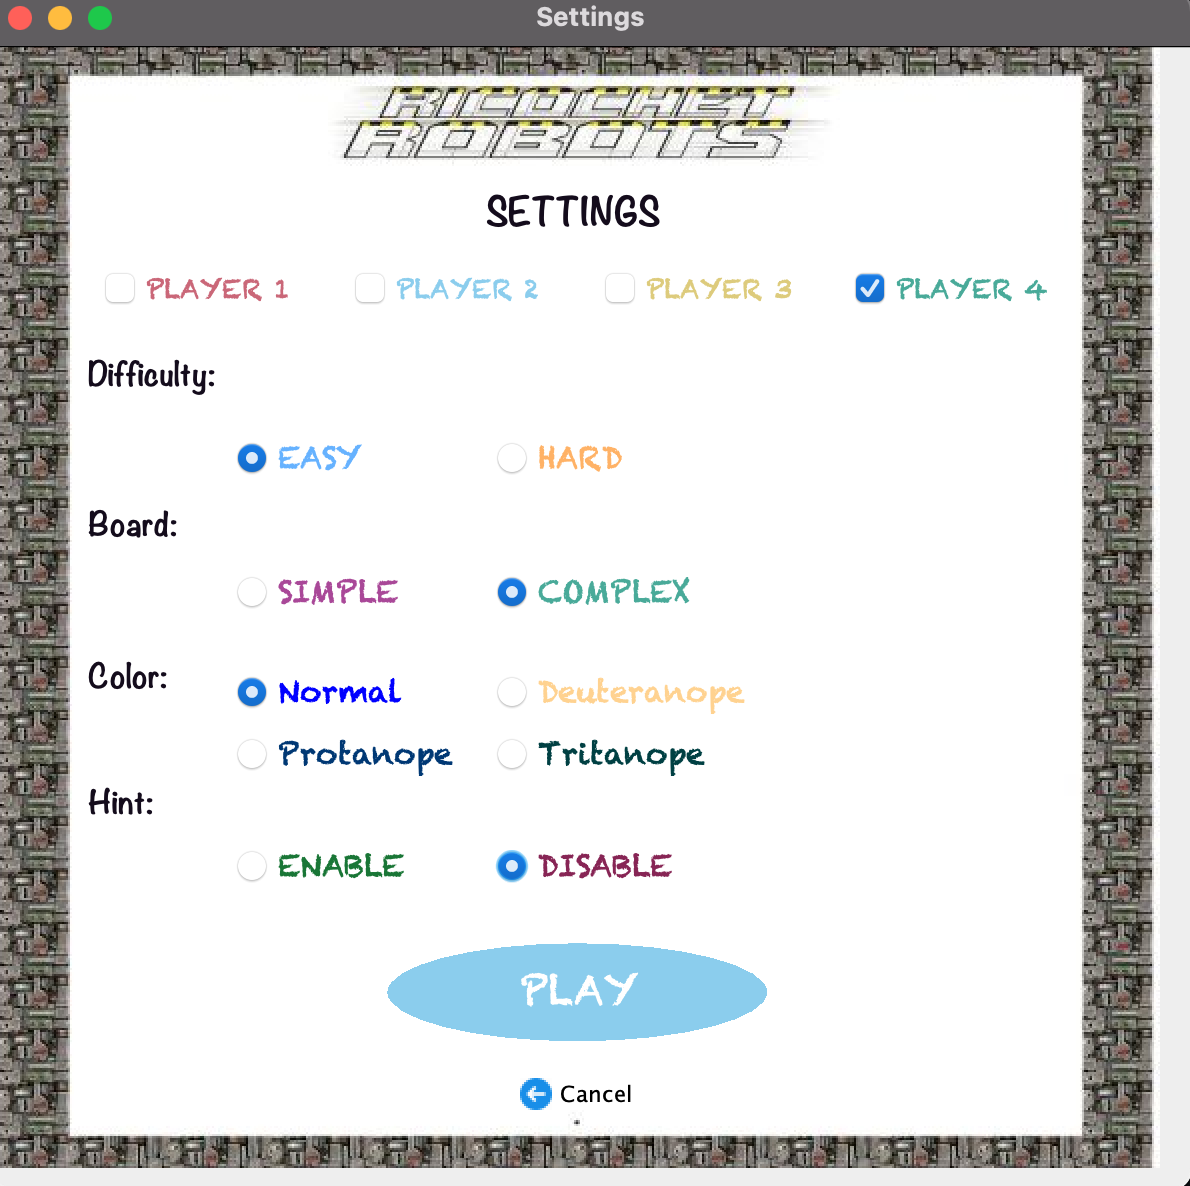 Settings
RICOCHET
ROBOTS
SETTINGS
PLAYER 1 PLAYER 2 PLAYER 3 PLAYER 4
Difficulty:
EASY HARD
Board:
SIMPLE COMPLEX
Color:
Normal Deuteranope
Protanope Tritanope
Hint:
ENABLE DISABLE
PLAY
Cancel